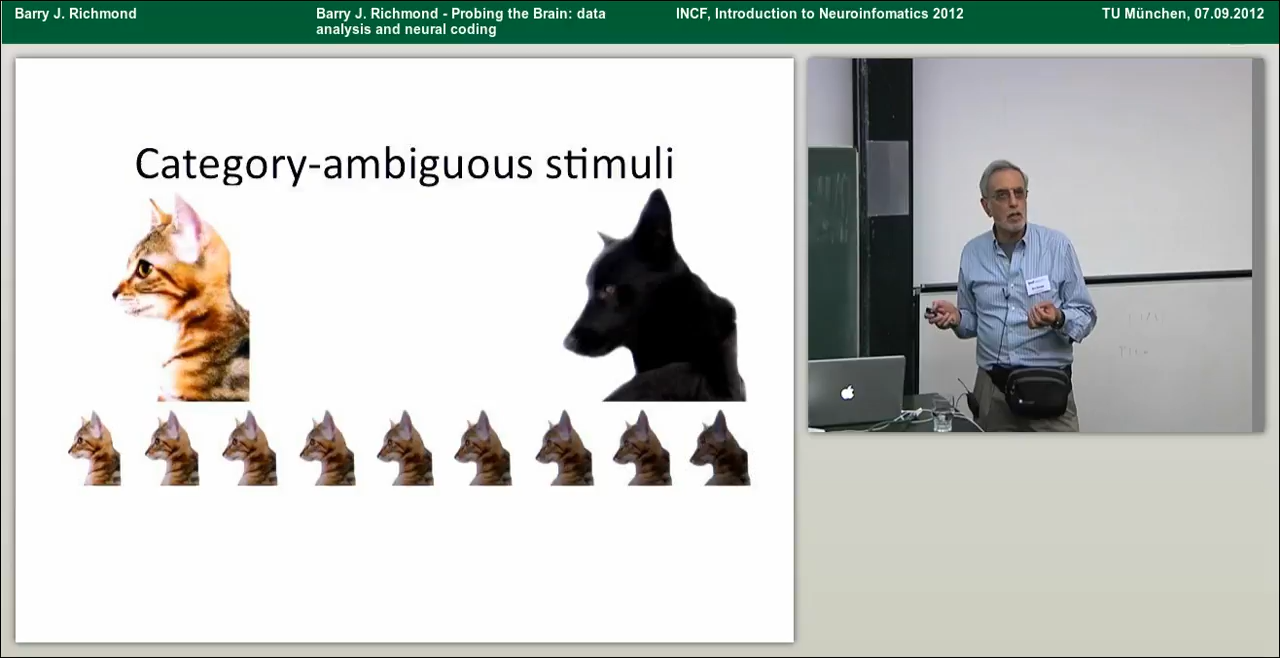 Barry J. Richmond
Barry J. Richmond - Probing the Brain: data
analysis and neural coding
INCF, Introduction to Neuroinfomatics 2012
TU München, 07.09.2012
Category-ambiguous stimuli